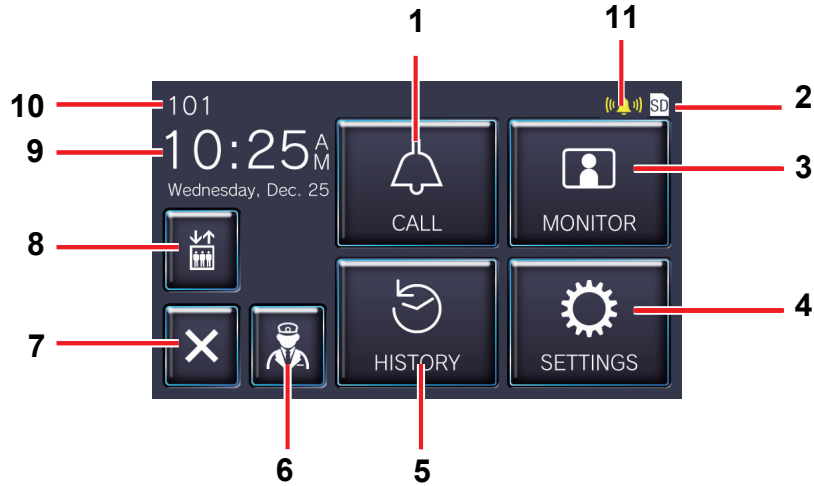 1
11
10
101
SD
2
9
10:25 AM
3
Wednesday, Dec. 25
CALL
MONITOR
8
4
7
HISTORY
SETTINGS
6
5